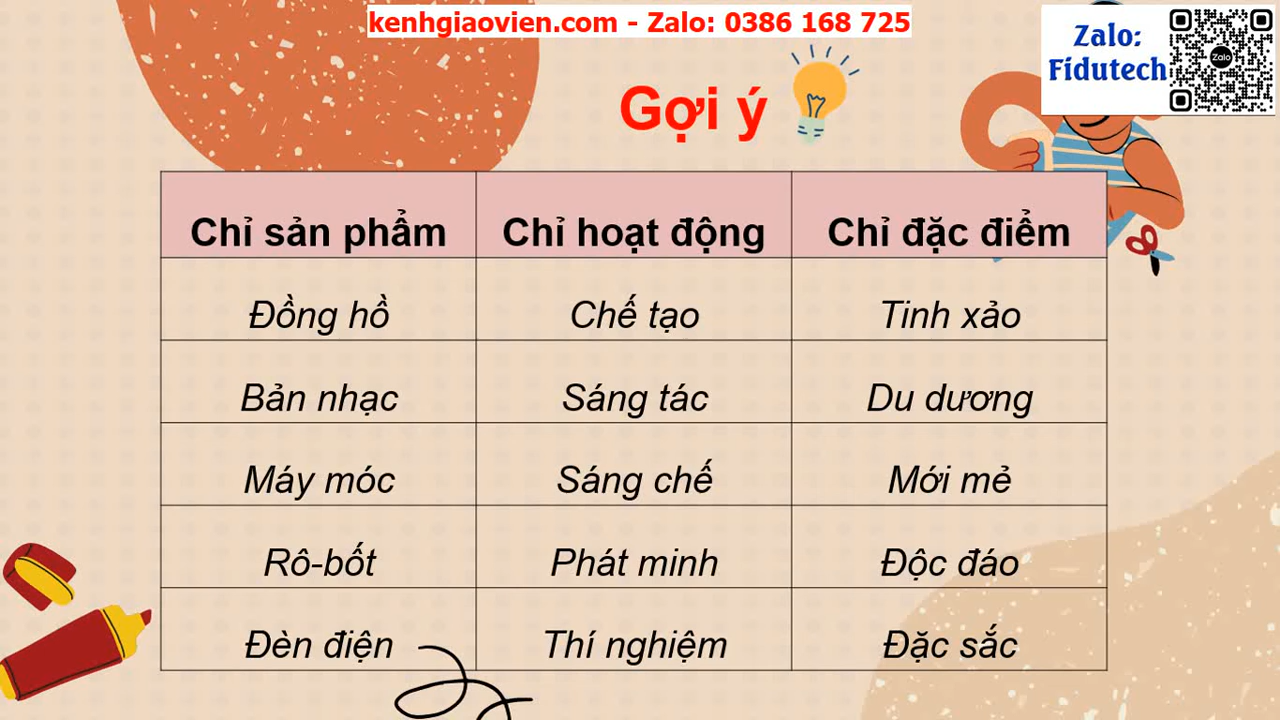 kenhgiaovien.com - Zalo: 0386 168 725
Zalo:
Fidutech
Zalo
Gợi ý
Chỉ sản phẩm Chỉ hoạt động Chỉ đặc điểm
Đồng hồ Chế tạo Tinh xảo
Bản nhạc Sáng tác Du dương
Máy móc Sáng chế Mới mẻ
Rô-bốt Phát minh Độc đáo
Đèn điện Thí nghiệm Đặc sắc